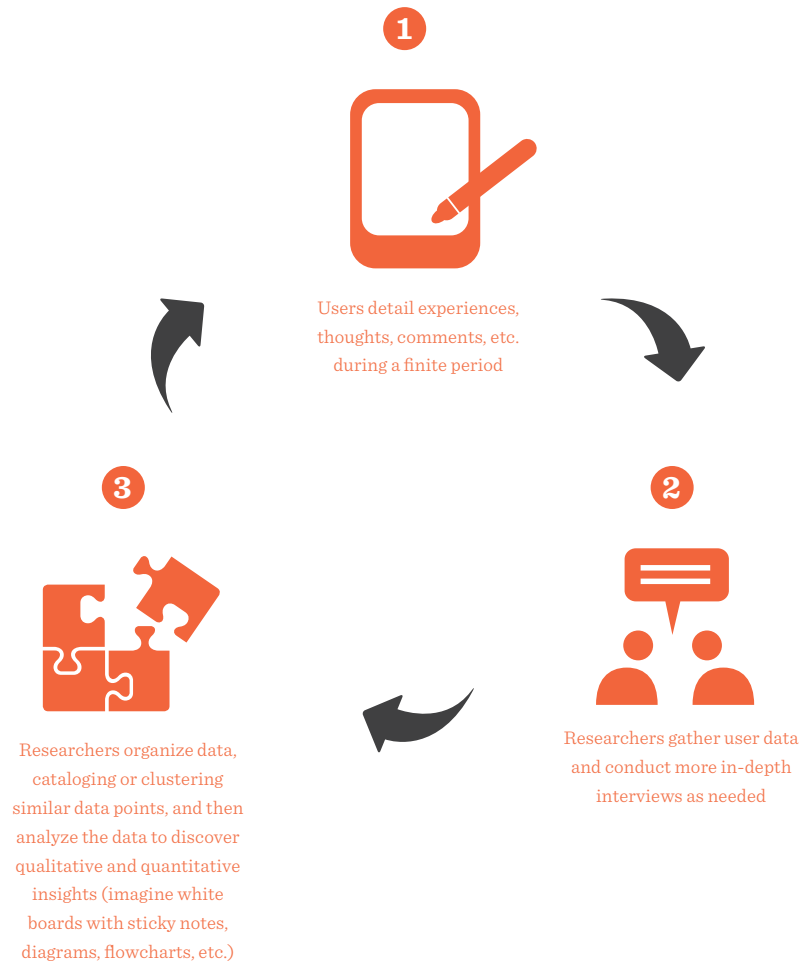 1
Users detail experiences,
thoughts, comments, etc.
during a finite period
2
Researchers gather user data
and conduct more in-depth
interviews as needed
3
Researchers organize data,
cataloging or clustering
similar data points, and then
analyze the data to discover
qualitative and quantitative
insights (imagine white
boards with sticky notes,
diagrams, flowcharts, etc.)